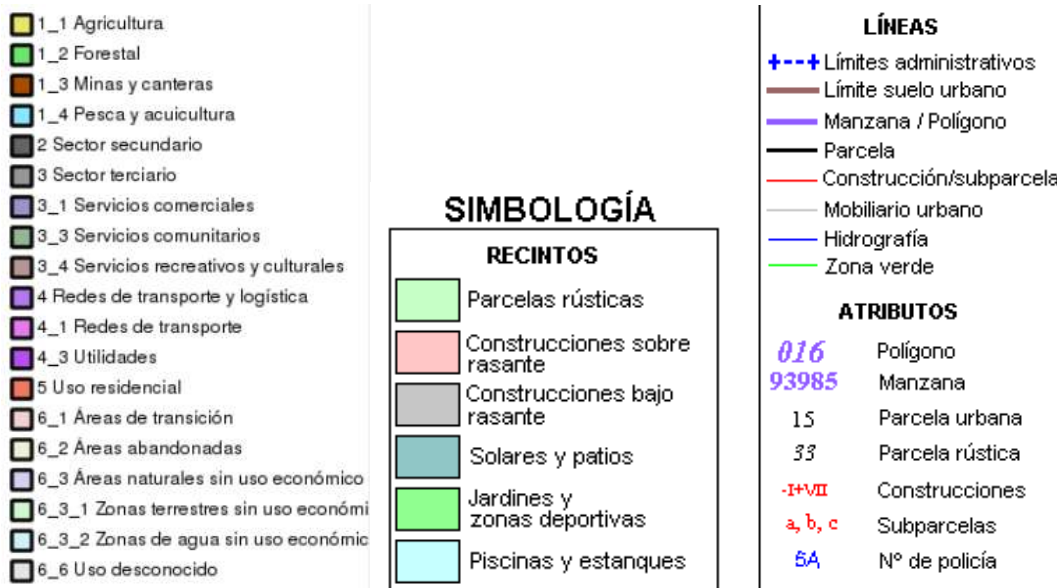 1_1 Agricultura
1_2 Forestal
1_3 Minas y canteras
1_4 Pesca y acuicultura
2 Sector secundario
3 Sector terciario
3_1 Servicios comerciales
3_3 Servicios comunitarios
3_4 Servicios recreativos y culturales
4 Redes de transporte y logística
4_1 Redes de transporte
4_3 Utilidades
5 Uso residencial
6_1 Áreas de transición
6_2 Áreas abandonadas
6_3 Áreas naturales sin uso económico
6_3_1 Zonas terrestres sin uso económi
6_3_2 Zonas de agua sin uso económic
6_6 Uso desconocido
SIMBOLOGÍA
RECINTOS
Parcelas rústicas
Construcciones sobre
rasante
Construcciones bajo
rasante
Solares y patios
Jardines y
zonas deportivas
Piscinas y estanques
LÍNEAS
Límites administrativos
Límite suelo urbano
Manzana / Polígono
Parcela
Construcción/subparcela
Mobiliario urbano
Hidrografía
Zona verde
ATRIBUTOS
016 Polígono
93985 Manzana
15 Parcela urbana
33 Parcela rústica
-I+VII Construcciones
a, b, c Subparcelas
5A Nº de policía